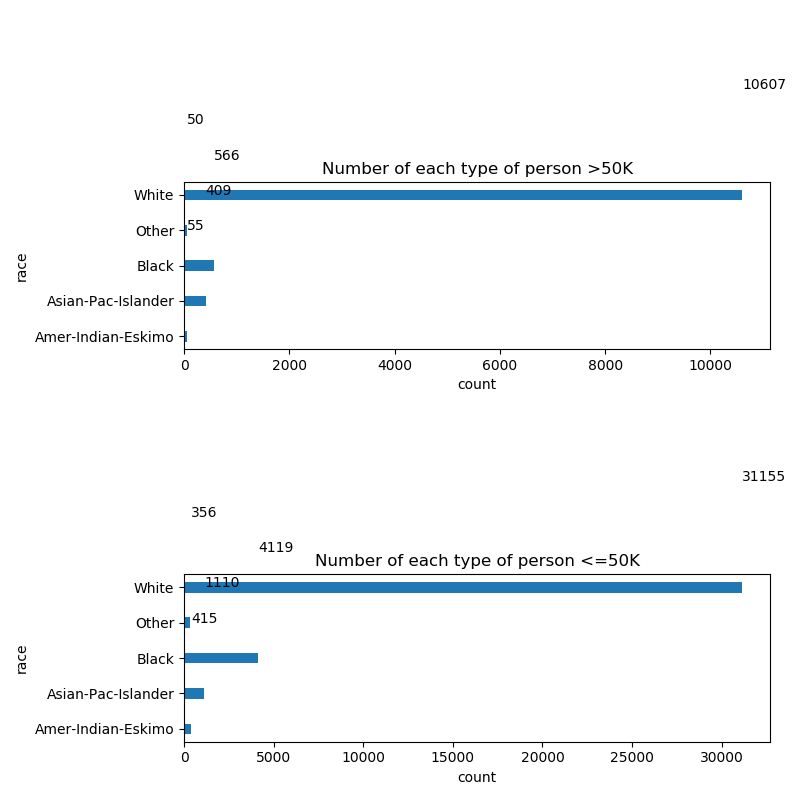 10607
50
566
Number of each type of person >50K
White
409
Other
55
Black
race
Asian-Pac-Islander
Amer-Indian-Eskimo
0 2000 4000 6000 8000 10000
count
31155
356
4119
Number of each type of person <=50K
White
1110
Other
415
Black
race
Asian-Pac-Islander
Amer-Indian-Eskimo
0 5000 10000 15000 20000 25000 30000
count